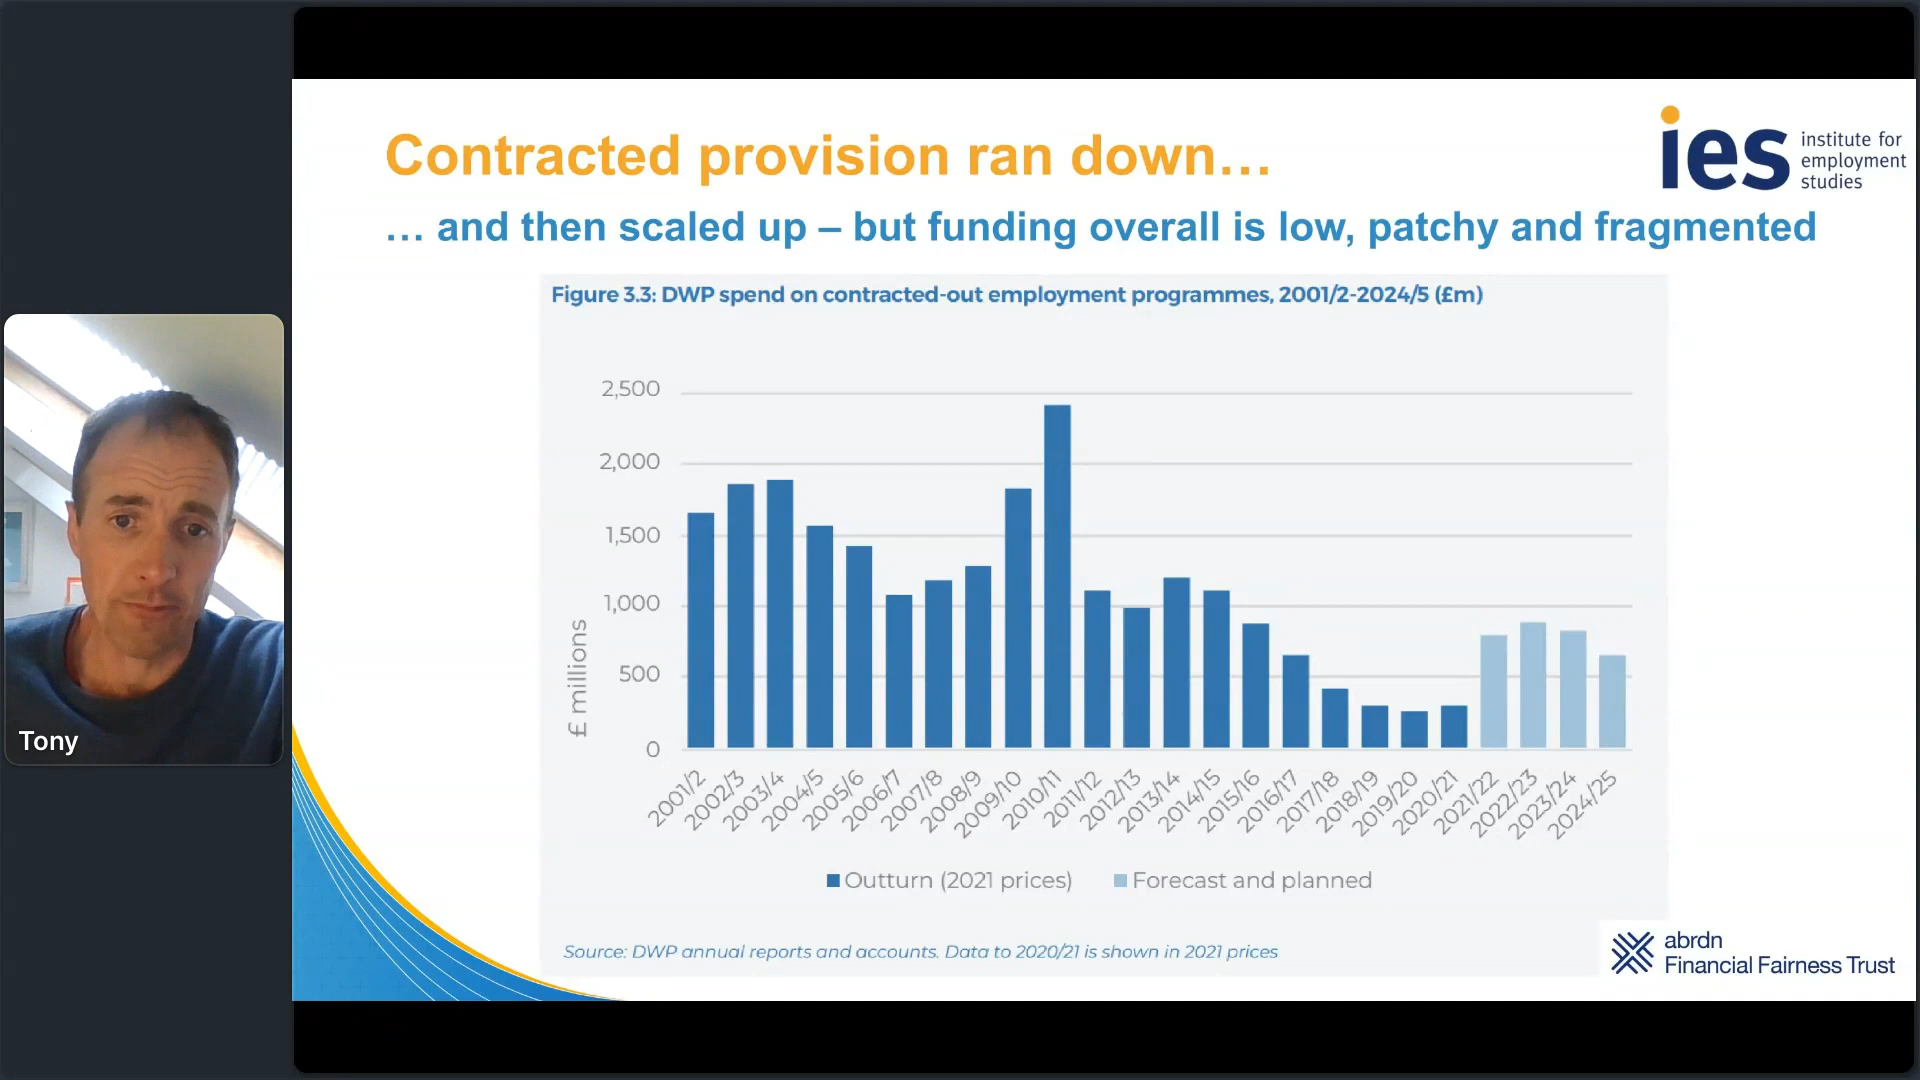 Contracted provision ran down…
… and then scaled up – but funding overall is low, patchy and fragmented
ies
institute for
employment
studies
Figure 3.3: DWP spend on contracted-out employment programmes, 2001/2-2024/5 (£m)
2,500
2,000
1,500
1,000
500
0
£ millions
2001/2
2002/3
2003/4
2004/5
2005/6
2006/7
2007/8
2008/9
2009/10
2010/11
2011/12
2012/13
2013/14
2014/15
2015/16
2016/17
2017/18
2018/19
2019/20
2020/21
2021/22
2022/23
2023/24
2024/25
Outturn (2021 prices)
Forecast and planned
Source: DWP annual reports and accounts. Data to 2020/21 is shown in 2021 prices
abrdn
Financial Fairness Trust
Tony